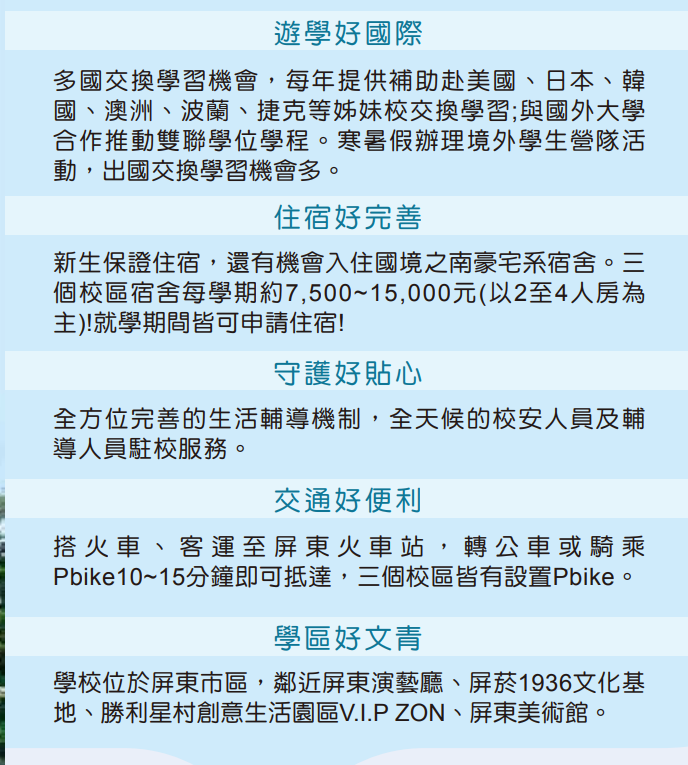 遊學好國際
多國交換學習機會，每年提供補助赴美國、日本、韓
國、澳洲、波蘭、捷克等姊妹校交換學習;與國外大學
合作推動雙聯學位學程。寒暑假辦理境外學生營隊活
動，出國交換學習機會多。
住宿好完善
新生保證住宿，還有機會入住國境之南豪宅系宿舍。三
個校區宿舍每學期約7,500~15,000元(以2至4人房為
主)!就學期間皆可申請住宿!
守護好貼心
全方位完善的生活輔導機制，全天候的校安人員及輔
導人員駐校服務。
交通好便利
搭火車、客運至屏東火車站，轉公車或騎乘
Pbike10~15分鐘即可抵達，三個校區皆有設置Pbike。
學區好文青
學校位於屏東市區，鄰近屏東演藝廳、屏菸1936文化基
地、勝利星村創意生活園區V.I.P ZON、屏東美術館。